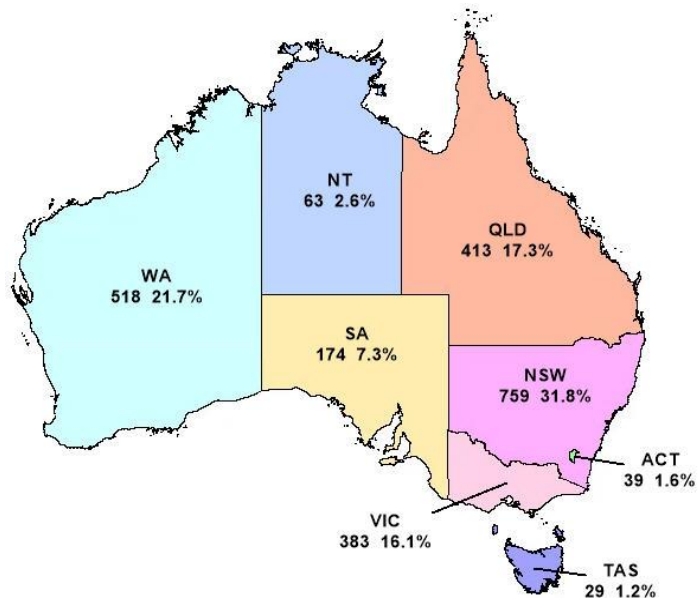 NT
63 2.6%
QLD
413 17.3%
WA
518 21.7%
SA
174 7.3%
NSW
759 31.8%
ACT
39 1.6%
VIC
383 16.1%
TAS
29 1.2%